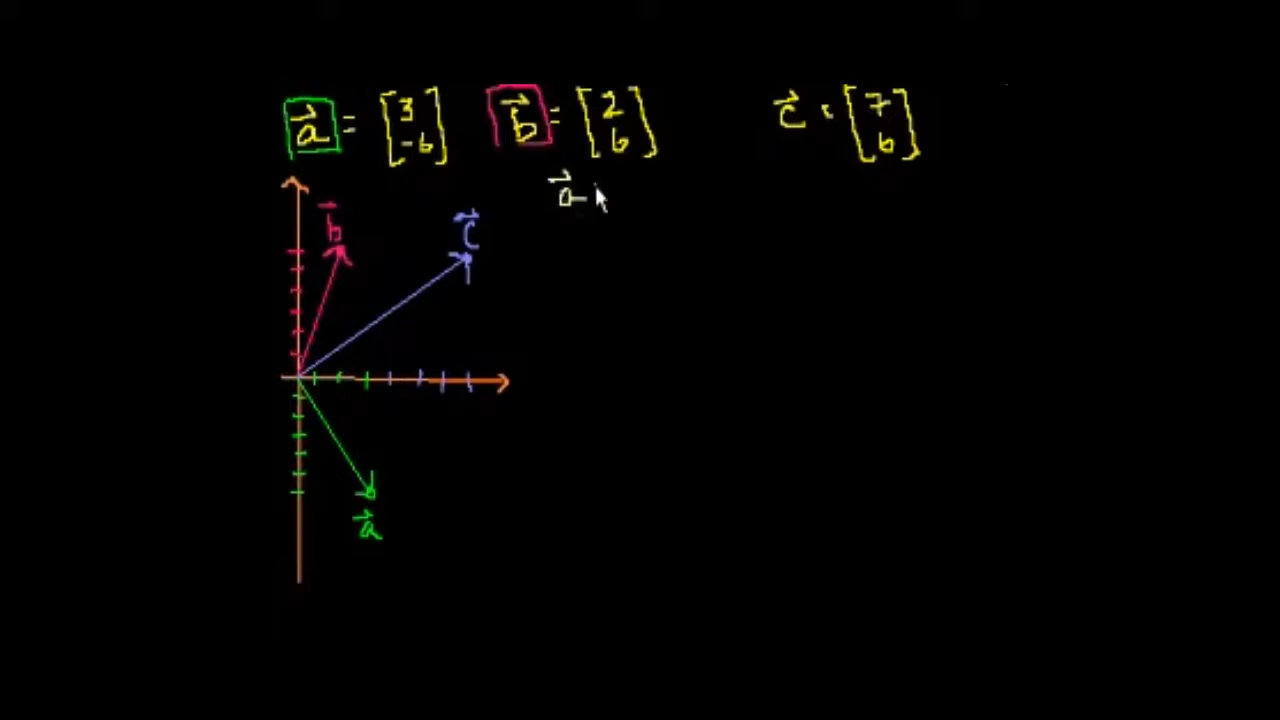 a⃗ = [3 -6] b⃗ = [2 6] c⃗ = [7 6]
a⃗ -
b⃗
c⃗
a⃗